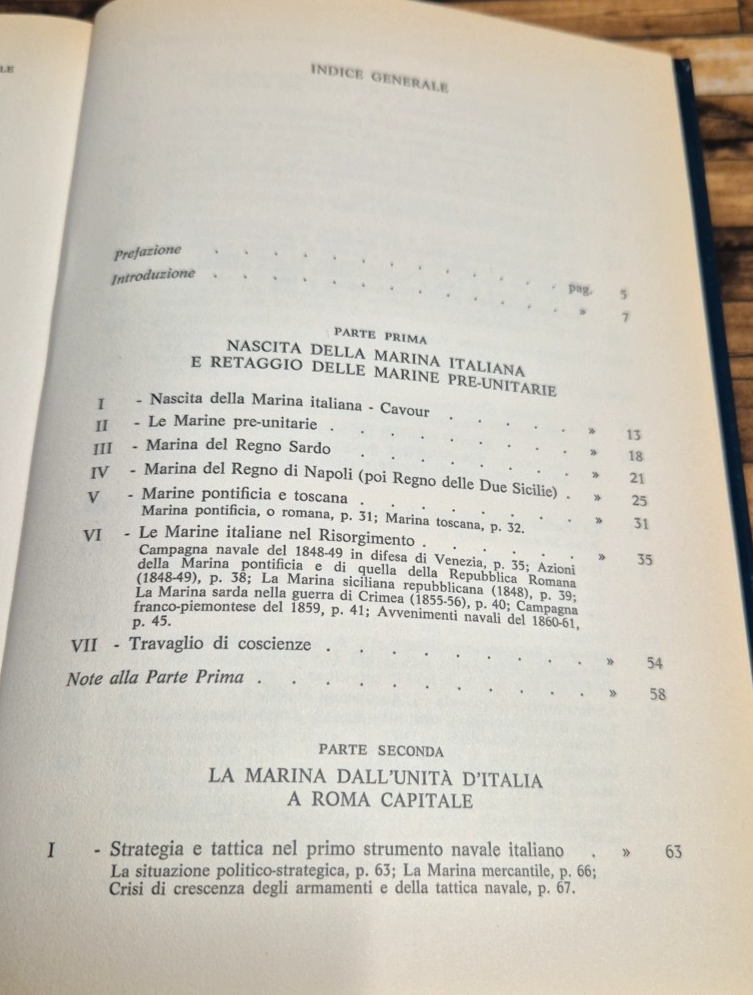 LE
INDICE GENERALE
Prefazione . . . . . . . . . . . . . pag. 5
Introduzione . . . . . . . . . . . . . » 7
PARTE PRIMA
NASCITA DELLA MARINA ITALIANA
E RETAGGIO DELLE MARINE PRE-UNITARIE
I - Nascita della Marina italiana - Cavour . . . . . » 13
II - Le Marine pre-unitarie . . . . . . . . . » 18
III - Marina del Regno Sardo . . . . . . . . » 21
IV - Marina del Regno di Napoli (poi Regno delle Due Sicilie) . » 25
V - Marine pontificia e toscana . . . . . . . . » 31
Marina pontificia, o romana, p. 31; Marina toscana, p. 32.
VI - Le Marine italiane nel Risorgimento . . . . . . » 35
Campagna navale del 1848-49 in difesa di Venezia, p. 35; Azioni
della Marina pontificia e di quella della Repubblica Romana
(1848-49), p. 38; La Marina siciliana repubblicana (1848), p. 39;
La Marina sarda nella guerra di Crimea (1855-56), p. 40; Campagna
franco-piemontese del 1859, p. 41; Avvenimenti navali del 1860-61,
p. 45.
VII - Travaglio di coscienze . . . . . . . . . » 54
Note alla Parte Prima . . . . . . . . . . . » 58
PARTE SECONDA
LA MARINA DALL'UNITÀ D'ITALIA
A ROMA CAPITALE
I - Strategia e tattica nel primo strumento navale italiano . » 63
La situazione politico-strategica, p. 63; La Marina mercantile, p. 66;
Crisi di crescenza degli armamenti e della tattica navale, p. 67.